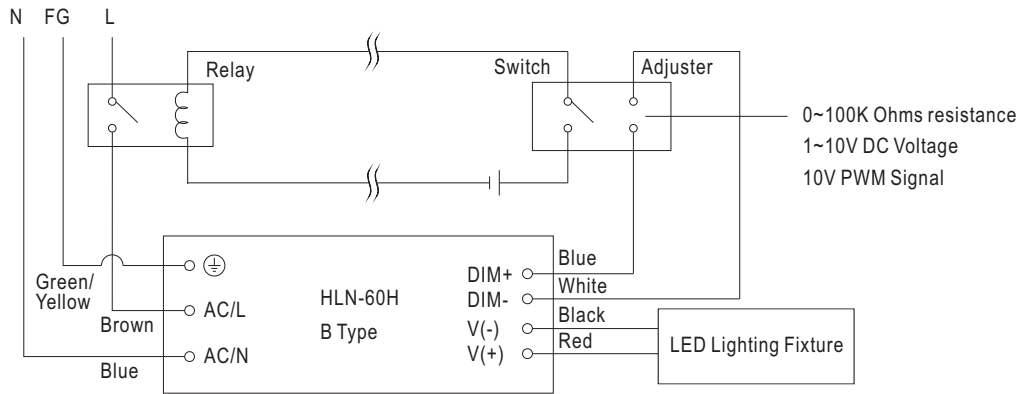 N FG L
Relay
Switch
Adjuster
0~100K Ohms resistance
1~10V DC Voltage
10V PWM Signal
Green/
Yellow
Brown
Blue
AC/L
AC/N
HLN-60H
B Type
DIM+
DIM-
V(-)
V(+)
Blue
White
Black
Red
LED Lighting Fixture